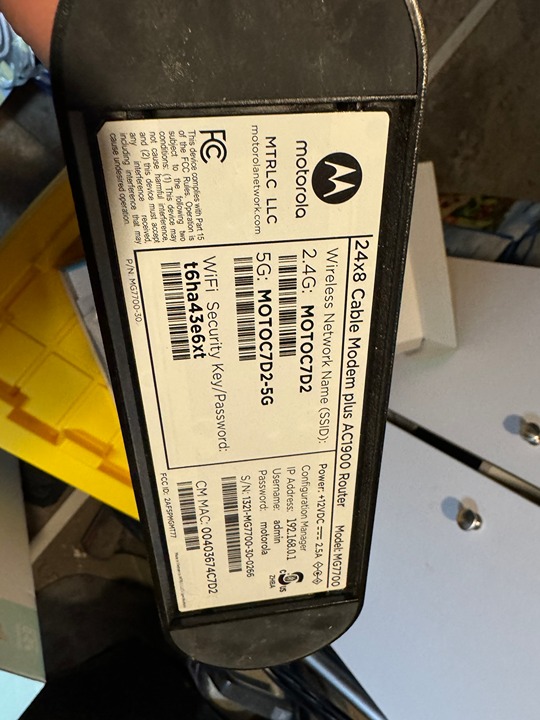 24x8 Cable Modem plus AC1900 Router
Model: MG7700
motorola
MTRLC LLC
motorolanetwork.com
FC
This device complies with Part 15
of the FCC Rules. Operation is
subject to the following two
conditions: (1) This device may
not cause harmful interference,
and (2) this device must accept
any interference received,
including interference that may
cause undesired operation.
P/N: MG7700-30
Wireless Network Name (SSID):
2.4G: MOTOC7D2
5G: MOTOC7D2-5G
WiFi Security Key/Password:
t6ha43e6xt
Power: +12VDC 2.5A
Configuration Manager
IP Address: 192.168.0.1
Username: admin
Password: motorola
c us
ZHBA
S/N: 1321-MG7700-30-0266
CM MAC: 00403674C7D2
FCC ID: 2AF5PMGMT77